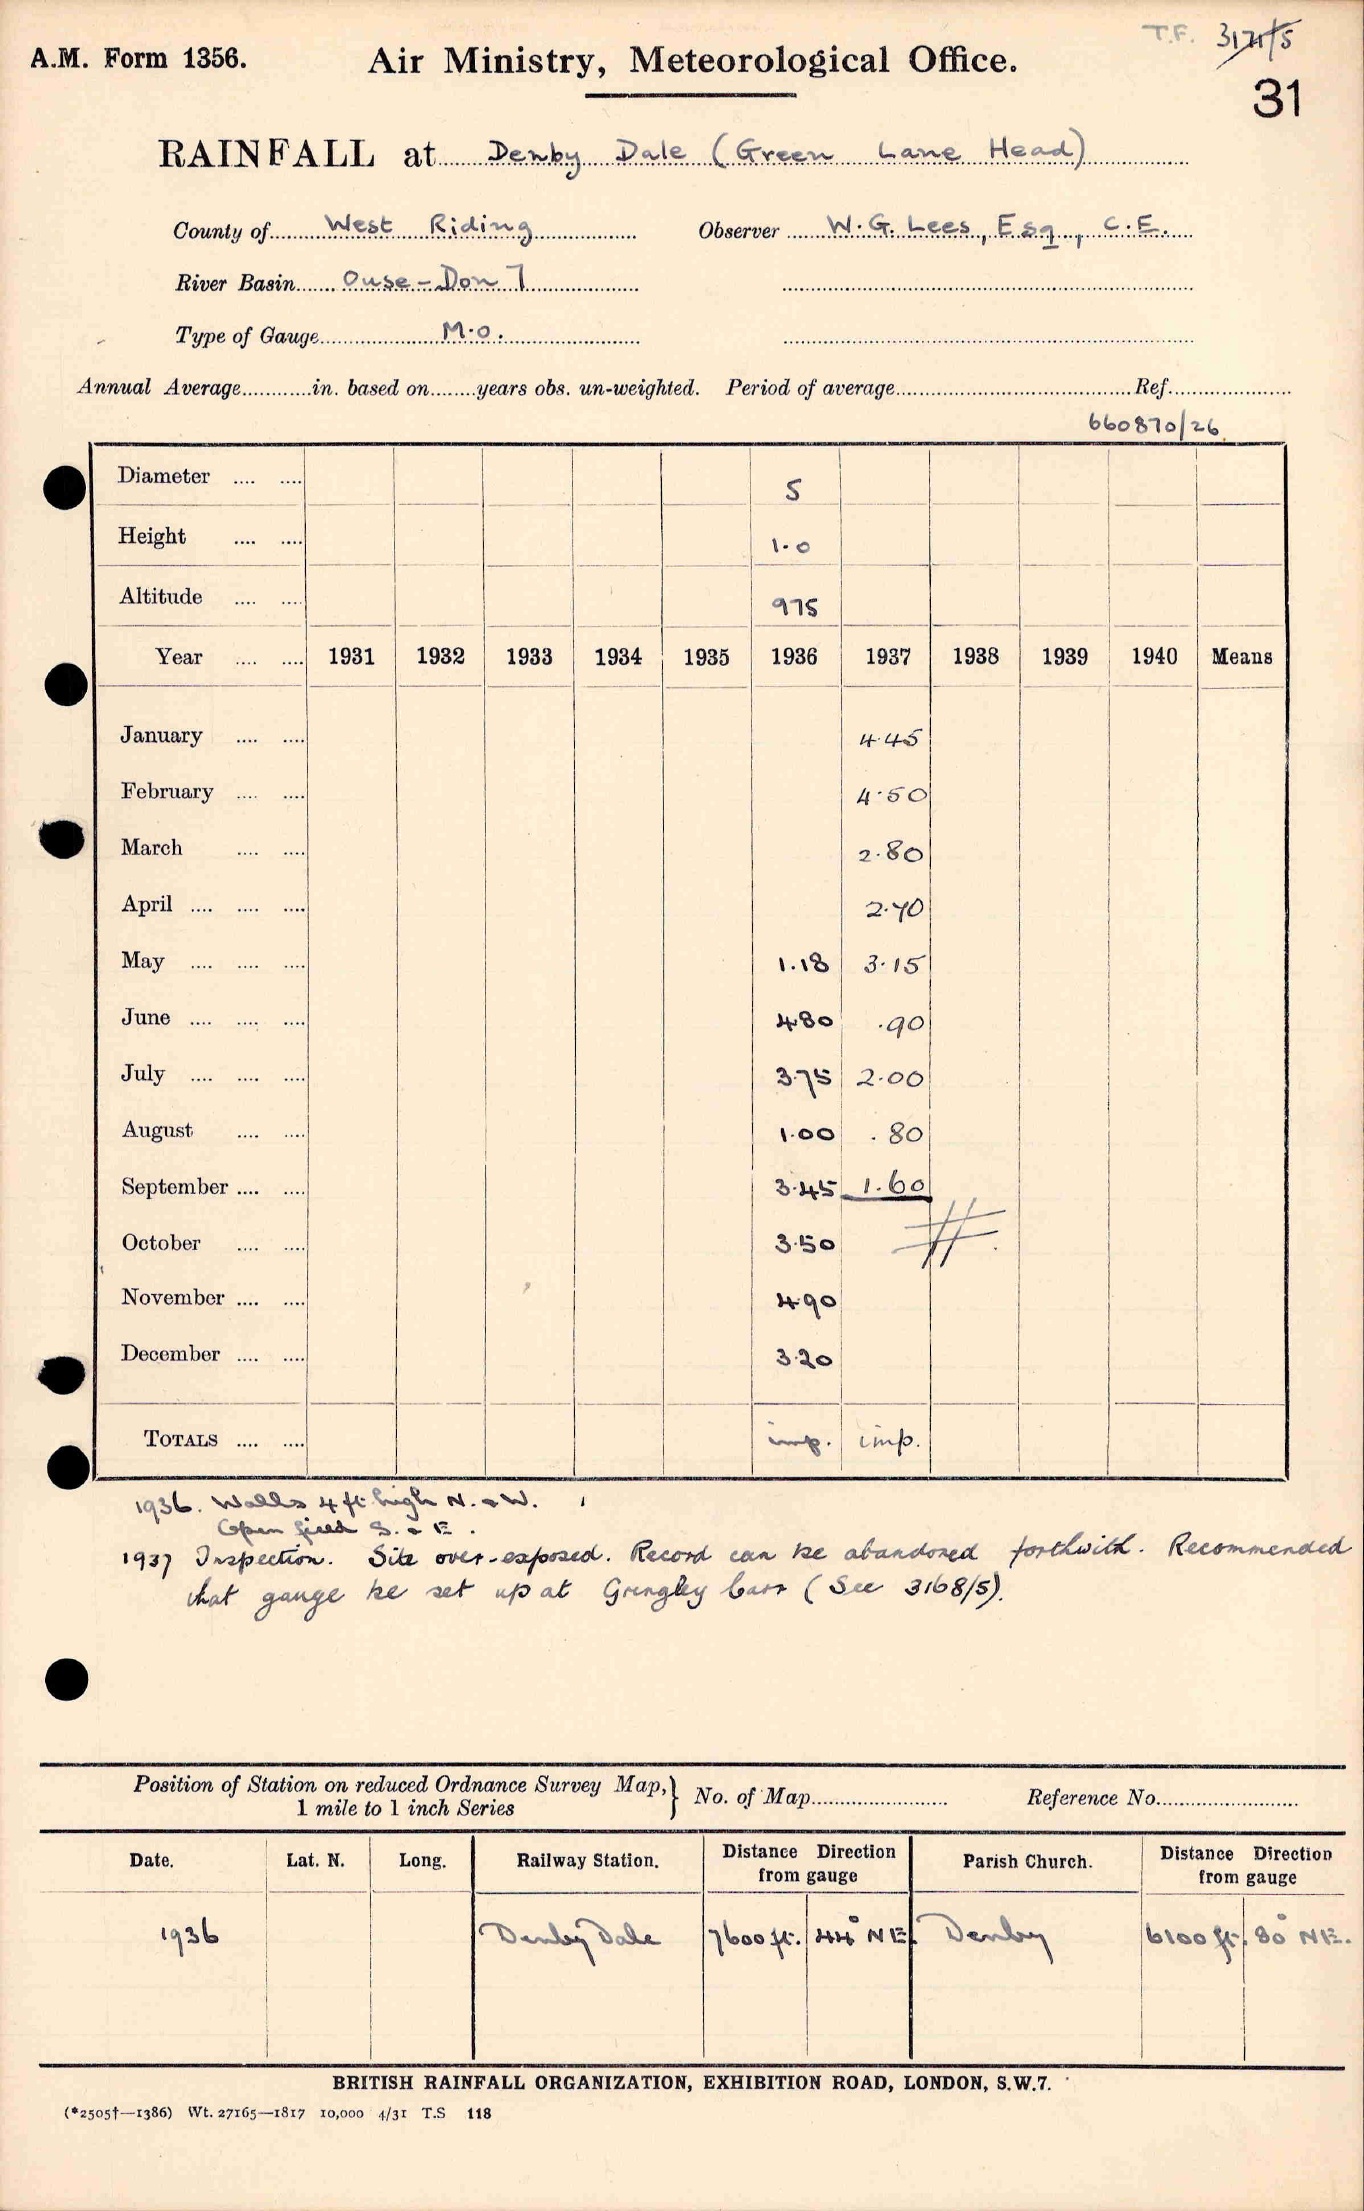 T.F. 3171/5
A.M. Form 1356.
Air Ministry, Meteorological Office.
31
RAINFALL at Denby Dale (Green Lane Head)
County of West Riding Observer W. G. Lees, Esq, C.E.
River Basin Ouse - Don 7
Type of Gauge M.O.
Annual Average in. based on years obs. un-weighted. Period of average Ref.
660870/26
Diameter 5
Height 1.0
Altitude 975
Year 1931 1932 1933 1934 1935 1936 1937 1938 1939 1940 Means
January 4.45
February 4.50
March 2.80
April 2.70
May 1.18 3.15
June 4.80 .90
July 3.75 2.00
August 1.00 .80
September 3.45 1.60
October 3.50
November 4.90
December 3.20
TOTALS imp. imp.
1936. Walls 4 ft. high N. & W.
Open field S. & E.
1937 Inspection. Site over-exposed. Record can be abandoned forthwith. Recommended
that gauge be set up at Carr (See 3168/5).
Position of Station on reduced Ordnance Survey Map,} No. of Map Reference No.
1 mile to 1 inch Series
Date. Lat. N. Long. Railway Station. Distance Direction from gauge Parish Church. Distance Direction from gauge
1936 Denby Dale 7600 ft. 44° NE. Denby 6100 ft. 80° NE.
BRITISH RAINFALL ORGANIZATION, EXHIBITION ROAD, LONDON, S.W.7.
(*2505†—1386) Wt. 27165—1817 10,000 4/31 T.S 118